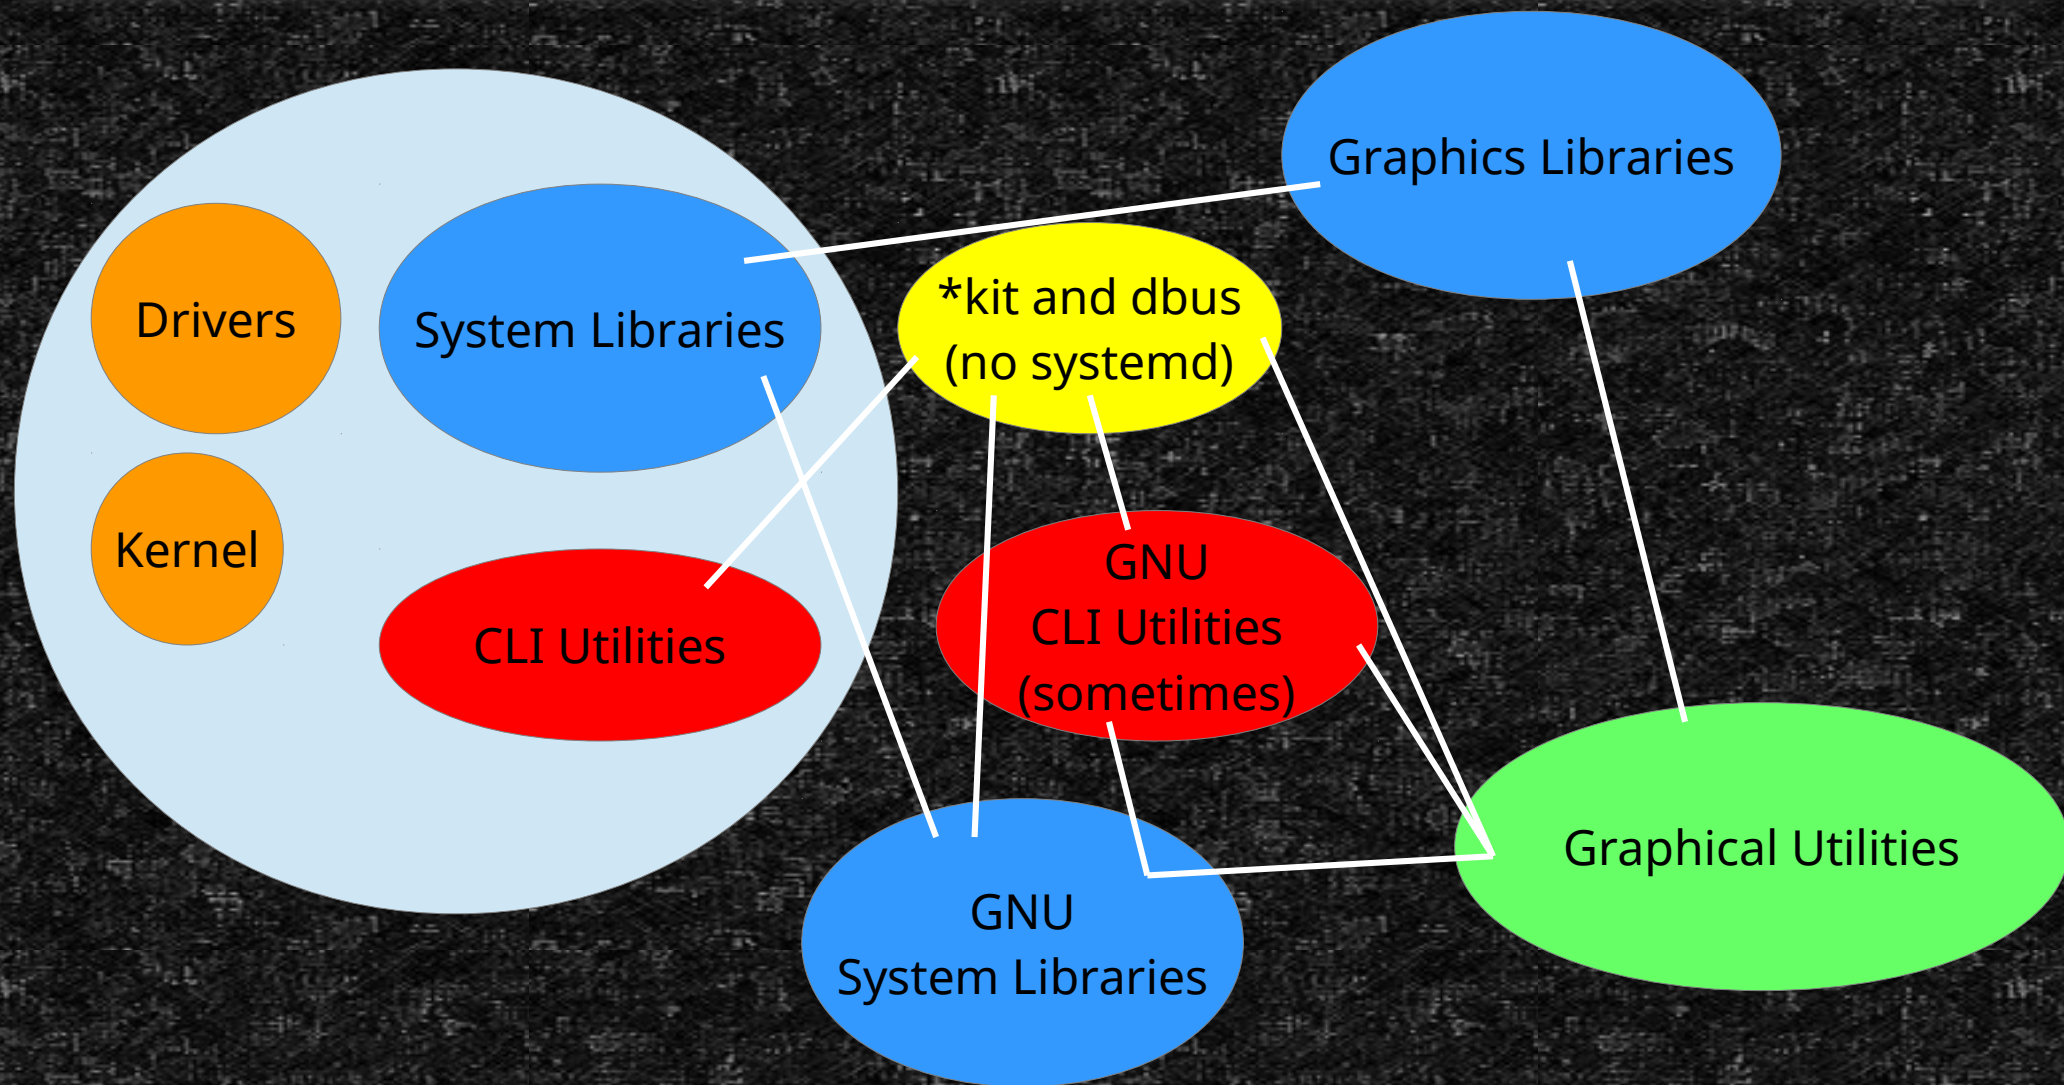 Graphics Libraries
Drivers
System Libraries
*kit and dbus
(no systemd)
Kernel
CLI Utilities
GNU
CLI Utilities
(sometimes)
Graphical Utilities
GNU
System Libraries